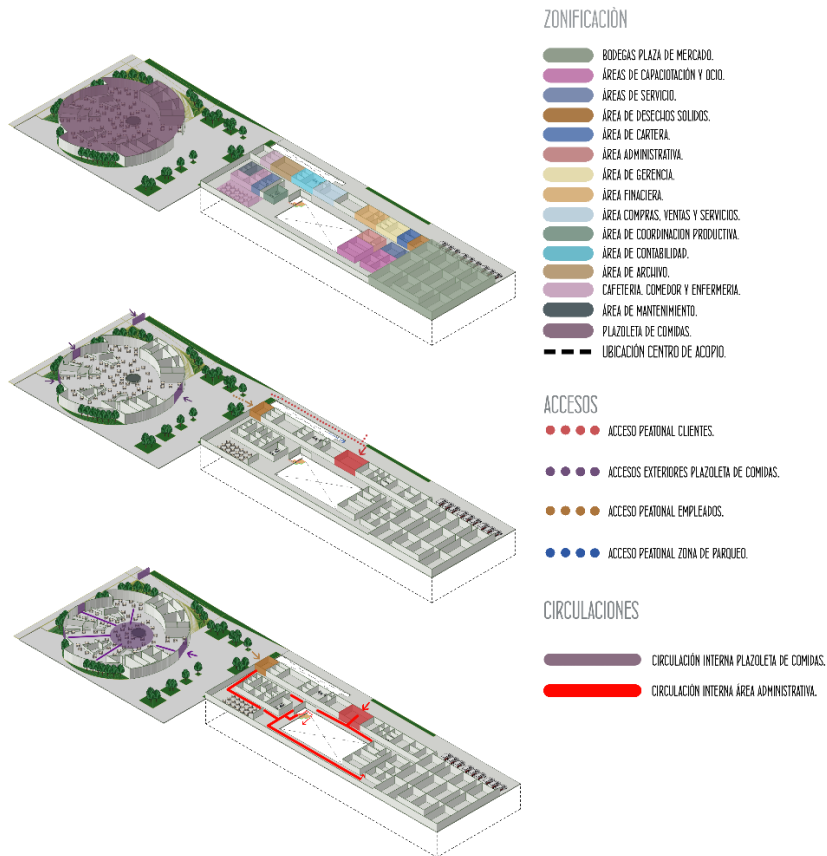 ZONIFICACIÒN
BODEGAS PLAZA DE MERCADO.
ÁREAS DE CAPACIOTACIÓN Y OCIO.
ÁREAS DE SERVICIO.
ÁREA DE DESECHOS SOLIDOS.
ÁREA DE CARTERA.
ÁREA ADMINISTRATIVA.
ÁREA DE GERENCIA.
ÁREA FINACIERA.
ÁREA COMPRAS, VENTAS Y SERVICIOS.
ÁREA DE COORDINACION PRODUCTIVA.
ÁREA DE CONTABILIDAD.
ÁREA DE ARCHIVO.
CAFETERIA, COMEDOR Y ENFERMERIA.
ÁREA DE MANTENIMIENTO.
PLAZOLETA DE COMIDAS.
UBICACIÓN CENTRO DE ACOPIO.
ACCESOS
ACCESO PEATONAL CLIENTES.
ACCESOS EXTERIORES PLAZOLETA DE COMIDAS.
ACCESO PEATONAL EMPLEADOS.
ACCESO PEATONAL ZONA DE PARQUEO.
CIRCULACIONES
CIRCULACIÓN INTERNA PLAZOLETA DE COMIDAS.
CIRCULACIÓN INTERNA ÁREA ADMINISTRATIVA.